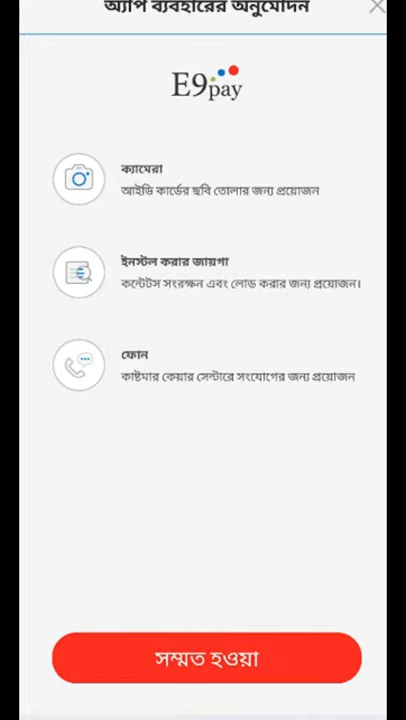 অ্যাপ ব্যবহারের অনুমোদন
E9pay
ক্যামেরা
আইডি কার্ডের ছবি তোলার জন্য প্রয়োজন
ইনস্টল করার জায়গা
কন্টেটস সংরক্ষন এবং লোড করার জন্য প্রয়োজন।
ফোন
কাষ্টমার কেয়ার সেন্টারে সংযোগের জন্য প্রয়োজন
সম্মত হওয়া